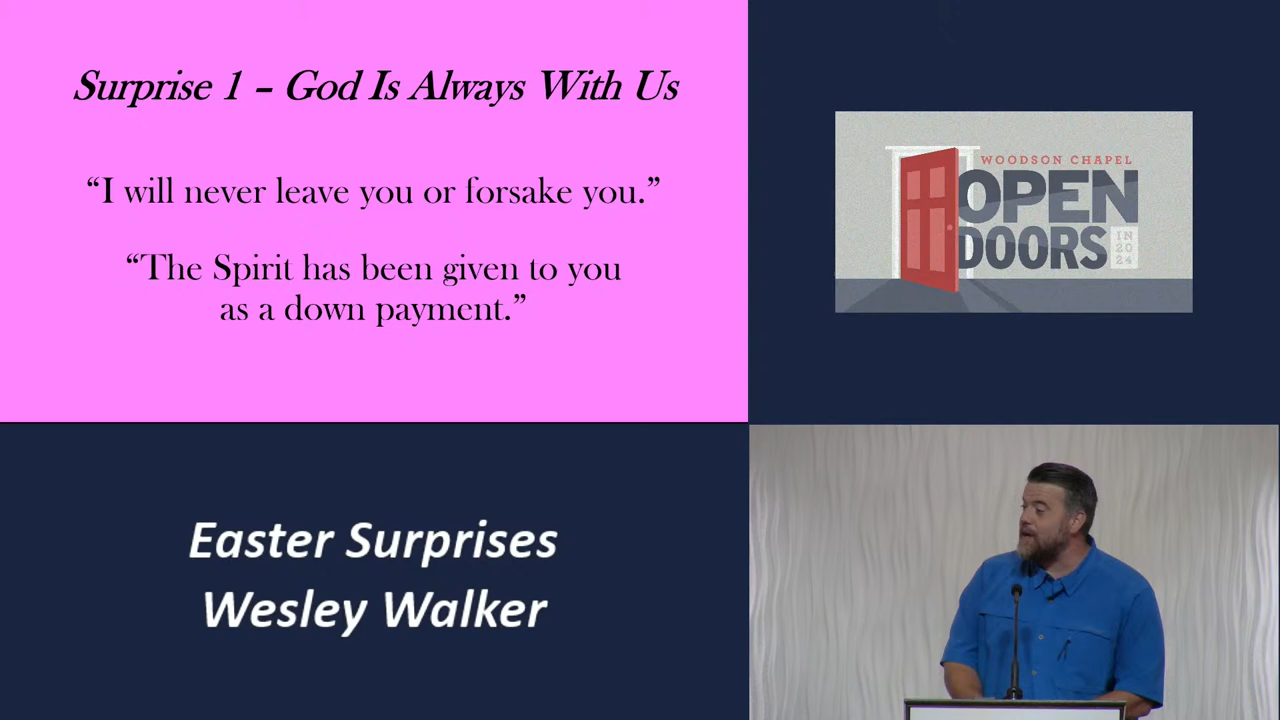 Surprise 1 – God Is Always With Us
“I will never leave you or forsake you.”
“The Spirit has been given to you
as a down payment.”
WOODSON CHAPEL
OPEN
DOORS
IN
20
24
Easter Surprises
Wesley Walker